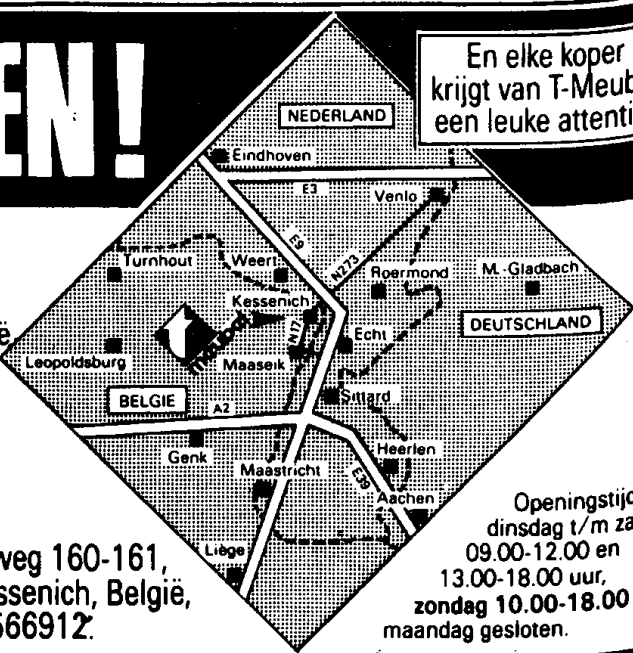 EN!
En elke koper
krijgt van T-Meub
een leuke attenti
NEDERLAND
Eindhoven
E3
Venlo
E9
N273
Turnhout
Weert
Roermond
M.-Gladbach
Kessenich
DEUTSCHLAND
N17
Echt
Leopoldsburg
Maaseik
BELGIE
Sittard
A2
Genk
Heerlen
Maastricht
E39
Aachen
Liège
weg 160-161,
ssenich, België,
566912.
Openingstijd
dinsdag t/m za
09.00-12.00 en
13.00-18.00 uur,
zondag 10.00-18.00
maandag gesloten.